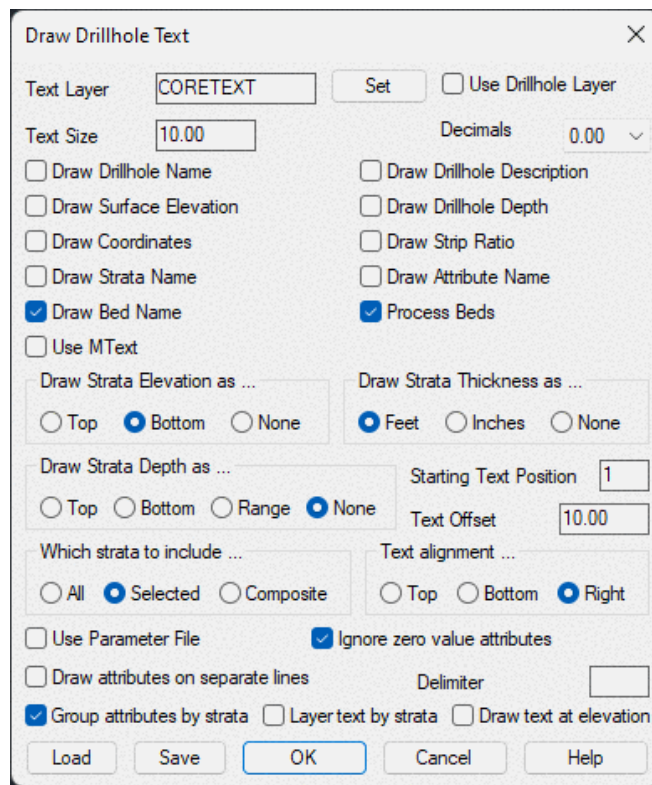 Draw Drillhole Text
Text Layer CORETEXT Set Use Drillhole Layer
Text Size 10.00 Decimals 0.00
Draw Drillhole Name Draw Drillhole Description
Draw Surface Elevation Draw Drillhole Depth
Draw Coordinates Draw Strip Ratio
Draw Strata Name Draw Attribute Name
Draw Bed Name Process Beds
Use MText
Draw Strata Elevation as ... Draw Strata Thickness as ...
Top Bottom None Feet Inches None
Draw Strata Depth as ... Starting Text Position 1
Top Bottom Range None Text Offset 10.00
Which strata to include ... Text alignment ...
All Selected Composite Top Bottom Right
Use Parameter File Ignore zero value attributes
Draw attributes on separate lines Delimiter
Group attributes by strata Layer text by strata Draw text at elevation
Load Save OK Cancel Help